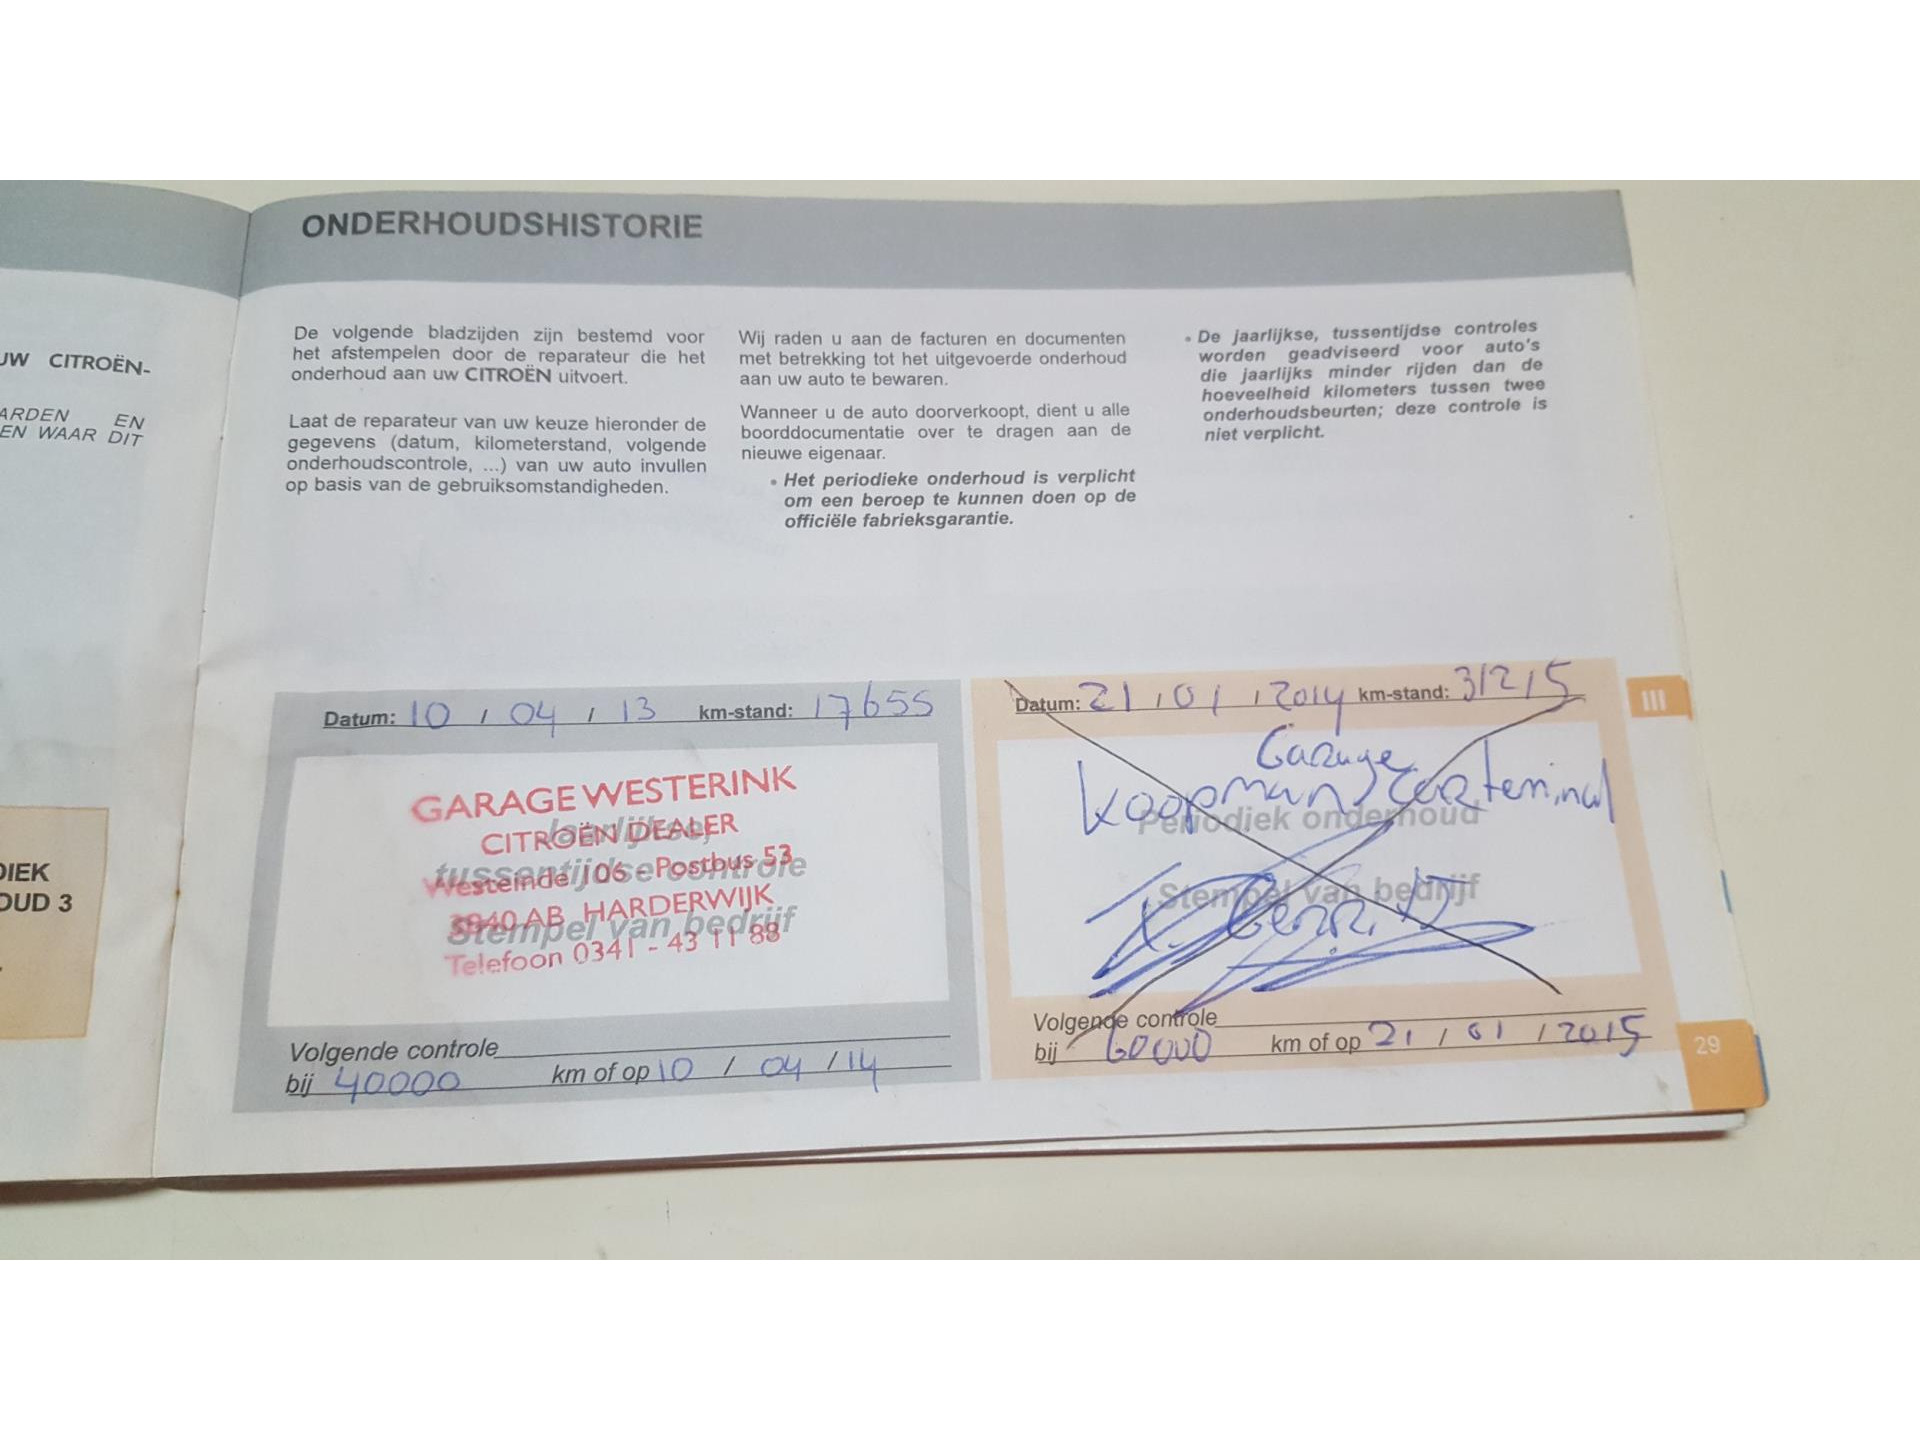 ONDERHOUDSHISTORIE
UW CITROËN-
ARDEN EN
EN WAAR DIT
DIEK
OUD 3
De volgende bladzijden zijn bestemd voor
het afstempelen door de reparateur die het
onderhoud aan uw CITROËN uitvoert.
Laat de reparateur van uw keuze hieronder de
gegevens (datum, kilometerstand, volgende
onderhoudscontrole, ...) van uw auto invullen
op basis van de gebruiksomstandigheden.
Wij raden u aan de facturen en documenten
met betrekking tot het uitgevoerde onderhoud
aan uw auto te bewaren.
Wanneer u de auto doorverkoopt, dient u alle
boorddocumentatie over te dragen aan de
nieuwe eigenaar.
• Het periodieke onderhoud is verplicht
om een beroep te kunnen doen op de
officiële fabrieksgarantie.
• De jaarlijkse, tussentijdse controles
worden geadviseerd voor auto's
die jaarlijks minder rijden dan de
hoeveelheid kilometers tussen twee
onderhoudsbeurten; deze controle is
niet verplicht.
Datum: 10 / 04 / 13 km-stand: 17655
GARAGE WESTERINK
CITROËN DEALER
Jaarlijkse,
Westeinde 106 - Postbus 53
tussentijdse controle
3840 AB HARDERWIJK
Stempel van bedrijf
Telefoon 0341 - 43 11 88
Volgende controle
bij 40000 km of op 10 / 04 / 14
Datum: 21 / 01 / 2014 km-stand: 31215
Garage
Koopman
Periodiek onderhoud
Stempel van bedrijf
Volgende controle
bij 60000 km of op 21 / 01 / 2015
III
29